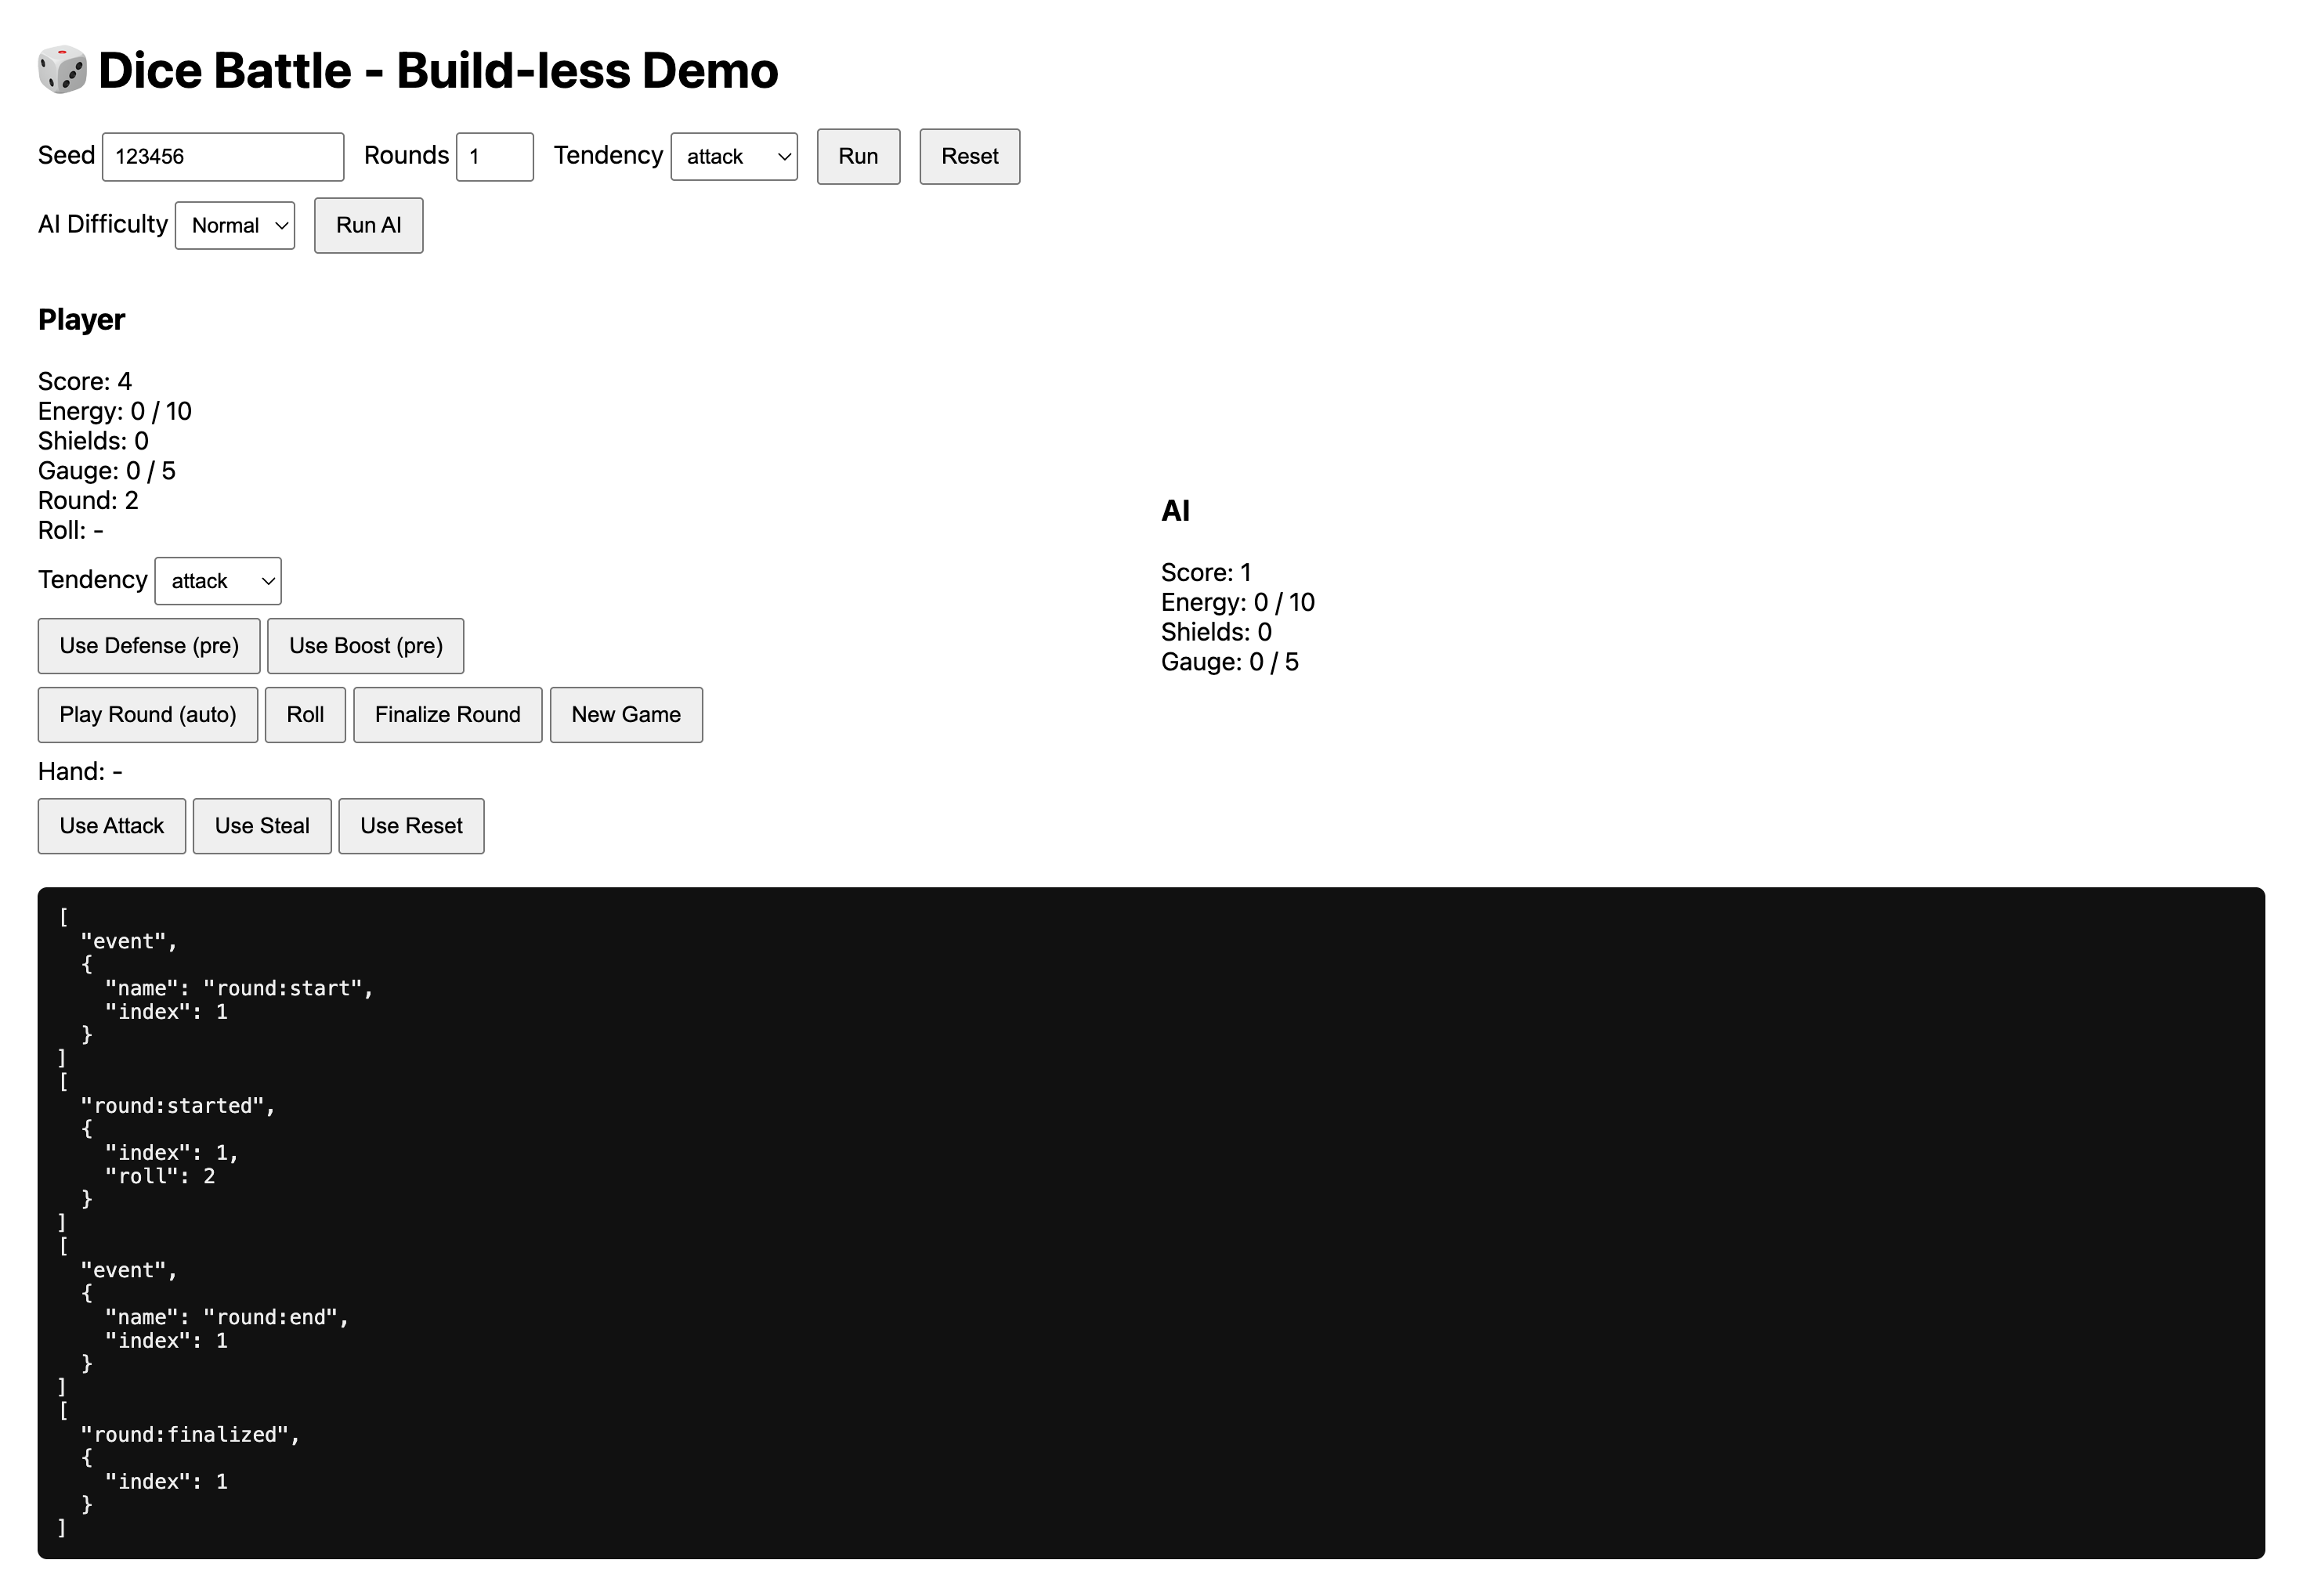 🎲 Dice Battle - Build-less Demo
Seed 123456 Rounds 1 Tendency attack Run Reset
AI Difficulty Normal Run AI
Player
Score: 4
Energy: 0 / 10
Shields: 0
Gauge: 0 / 5
Round: 2
Roll: -
Tendency attack
Use Defense (pre) Use Boost (pre)
Play Round (auto) Roll Finalize Round New Game
Hand: -
Use Attack Use Steal Use Reset
AI
Score: 1
Energy: 0 / 10
Shields: 0
Gauge: 0 / 5
[
  "event",
  {
    "name": "round:start",
    "index": 1
  }
]
[
  "round:started",
  {
    "index": 1,
    "roll": 2
  }
]
[
  "event",
  {
    "name": "round:end",
    "index": 1
  }
]
[
  "round:finalized",
  {
    "index": 1
  }
]